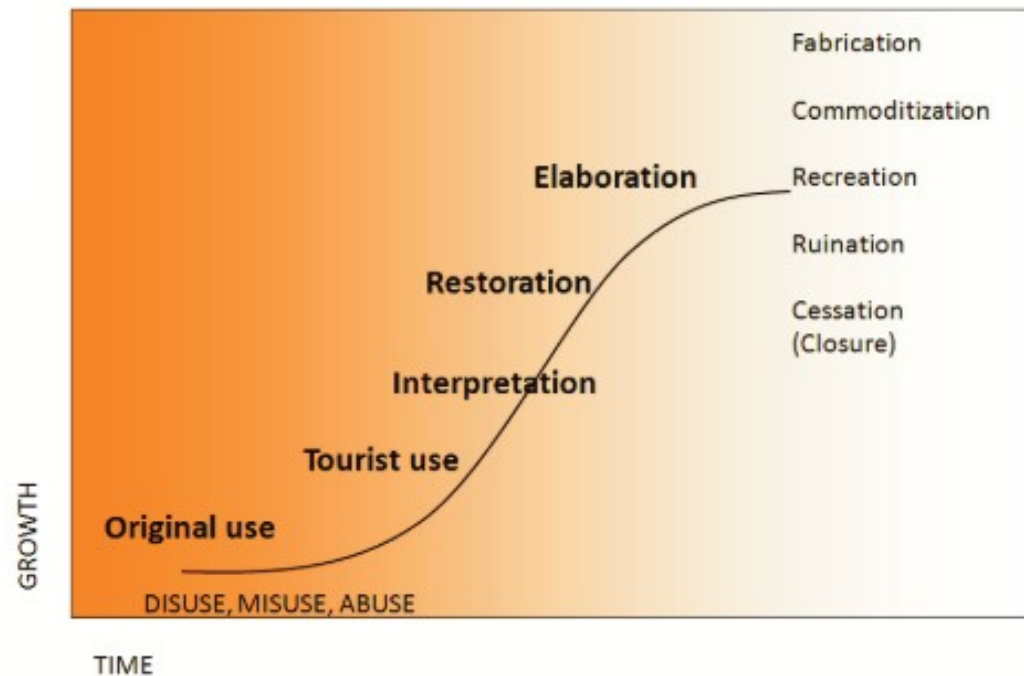 Fabrication
Commoditization
Elaboration
Recreation
Ruination
Restoration
Cessation
(Closure)
Interpretation
Tourist use
Original use
GROWTH
DISUSE, MISUSE, ABUSE
TIME